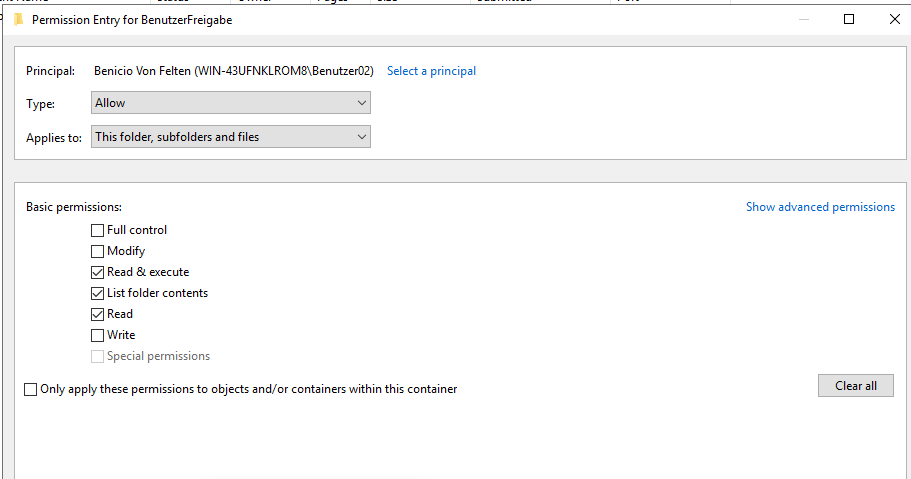 Permission Entry for BenutzerFreigabe
Principal: Benicio Von Felten (WIN-43UFNKLROM8\Benutzer02) Select a principal
Type: Allow
Applies to: This folder, subfolders and files
Basic permissions: Show advanced permissions
Full control
Modify
Read & execute
List folder contents
Read
Write
Special permissions
Only apply these permissions to objects and/or containers within this container
Clear all